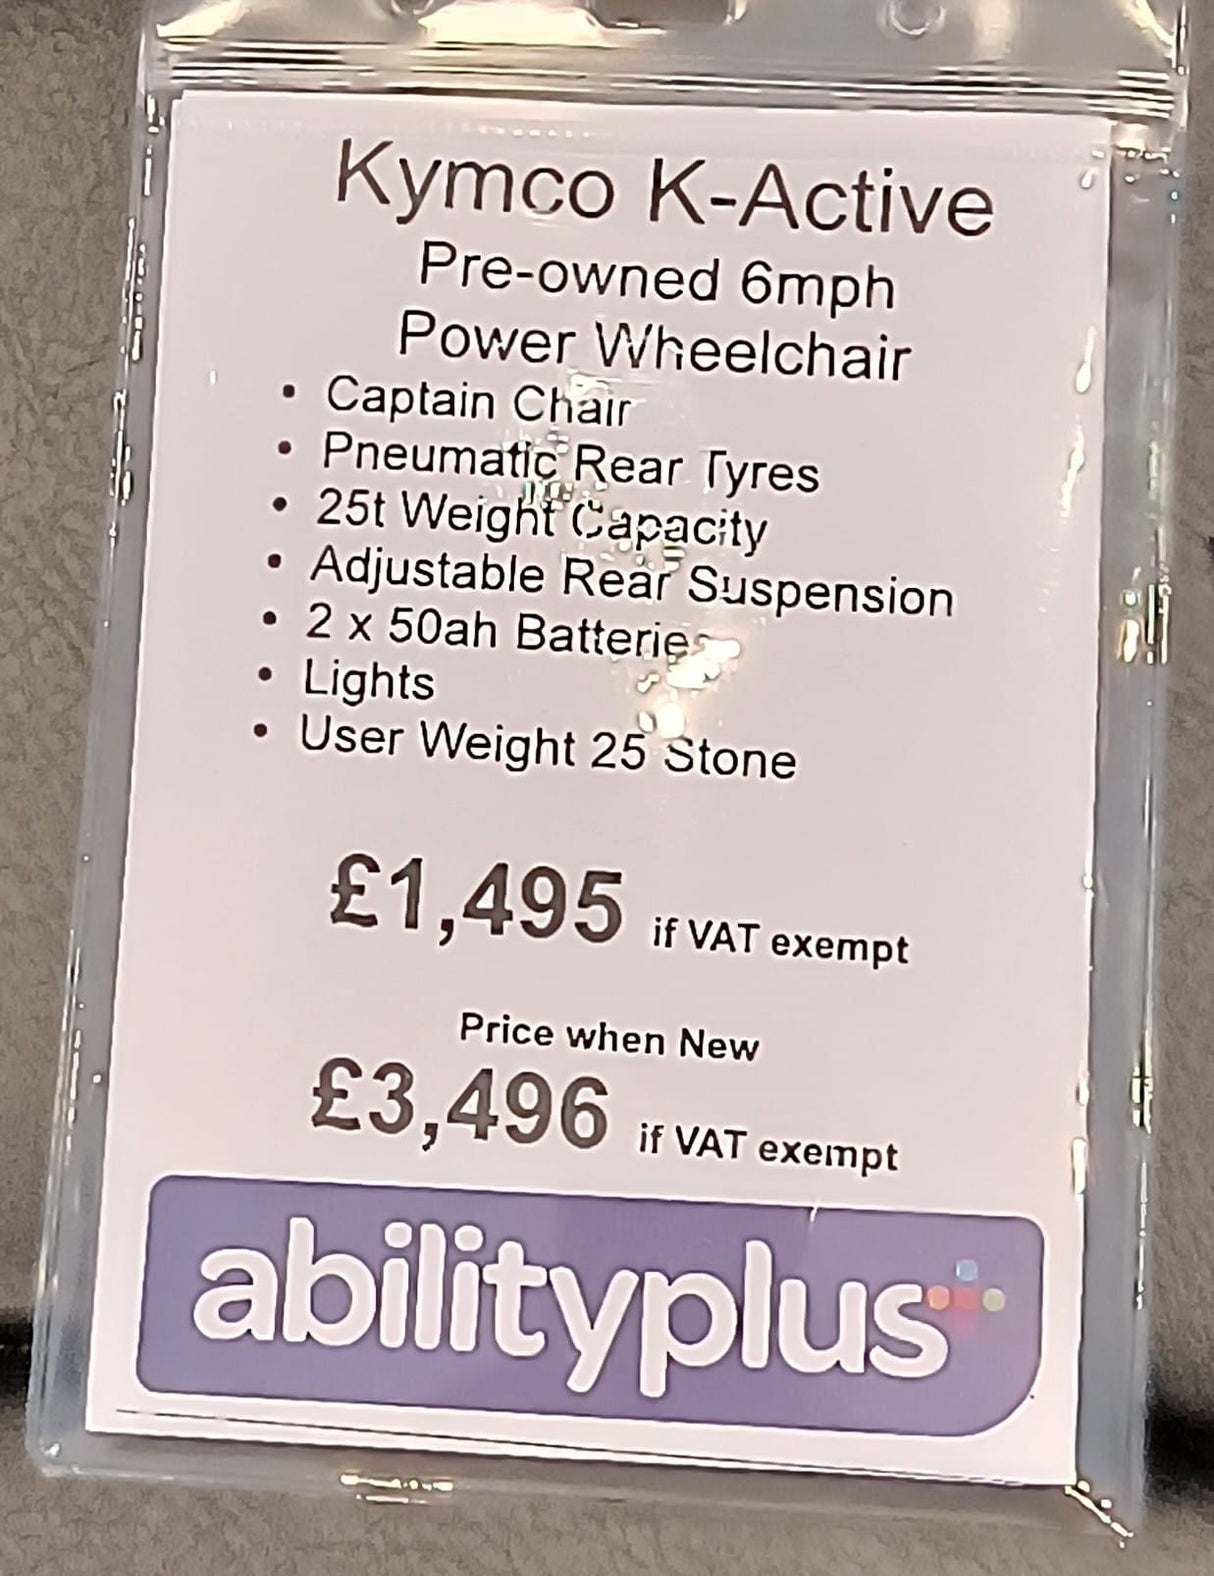 Kymco K-Active
Pre-owned 6mph
Power Wheelchair
• Captain Chair
• Pneumatic Rear Tyres
• 25t Weight Capacity
• Adjustable Rear Suspension
• 2 x 50ah Batteries
• Lights
• User Weight 25 Stone
£1,495 if VAT exempt
Price when New
£3,496 if VAT exempt
abilityplus